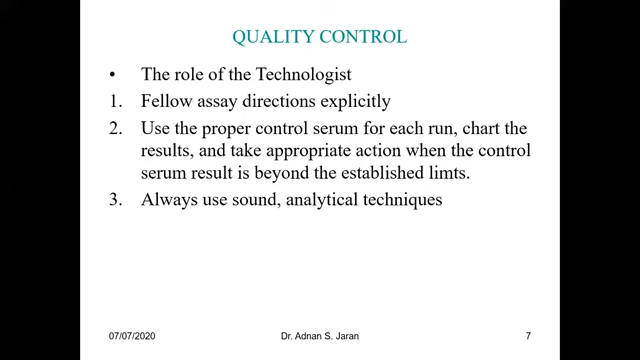 QUALITY CONTROL
• The role of the Technologist
1. Fellow assay directions explicitly
2. Use the proper control serum for each run, chart the
results, and take appropriate action when the control
serum result is beyond the established limts.
3. Always use sound, analytical techniques
07/07/2020 Dr. Adnan S. Jaran 7